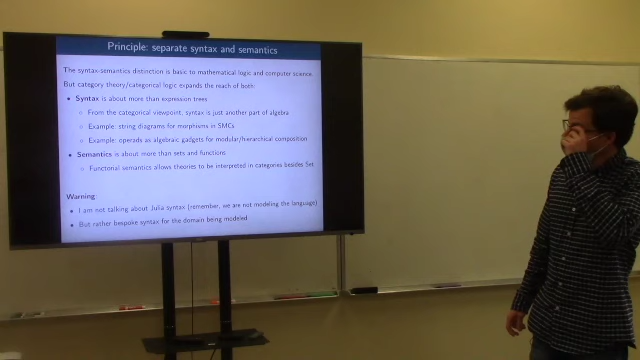 Principle: separate syntax and semantics
The syntax-semantics distinction is basic to mathematical logic and computer science.
But category theory/categorical logic expands the reach of both:
• Syntax is about more than expression trees
○ From the categorical viewpoint, syntax is just another part of algebra
○ Example: string diagrams for morphisms in SMCs
○ Example: operads as algebraic gadgets for modular/hierarchical composition
• Semantics is about more than sets and functions
○ Functorial semantics allows theories to be interpreted in categories besides Set
Warning:
• I am not talking about Julia syntax (remember, we are not modeling the language)
• But rather bespoke syntax for the domain being modeled